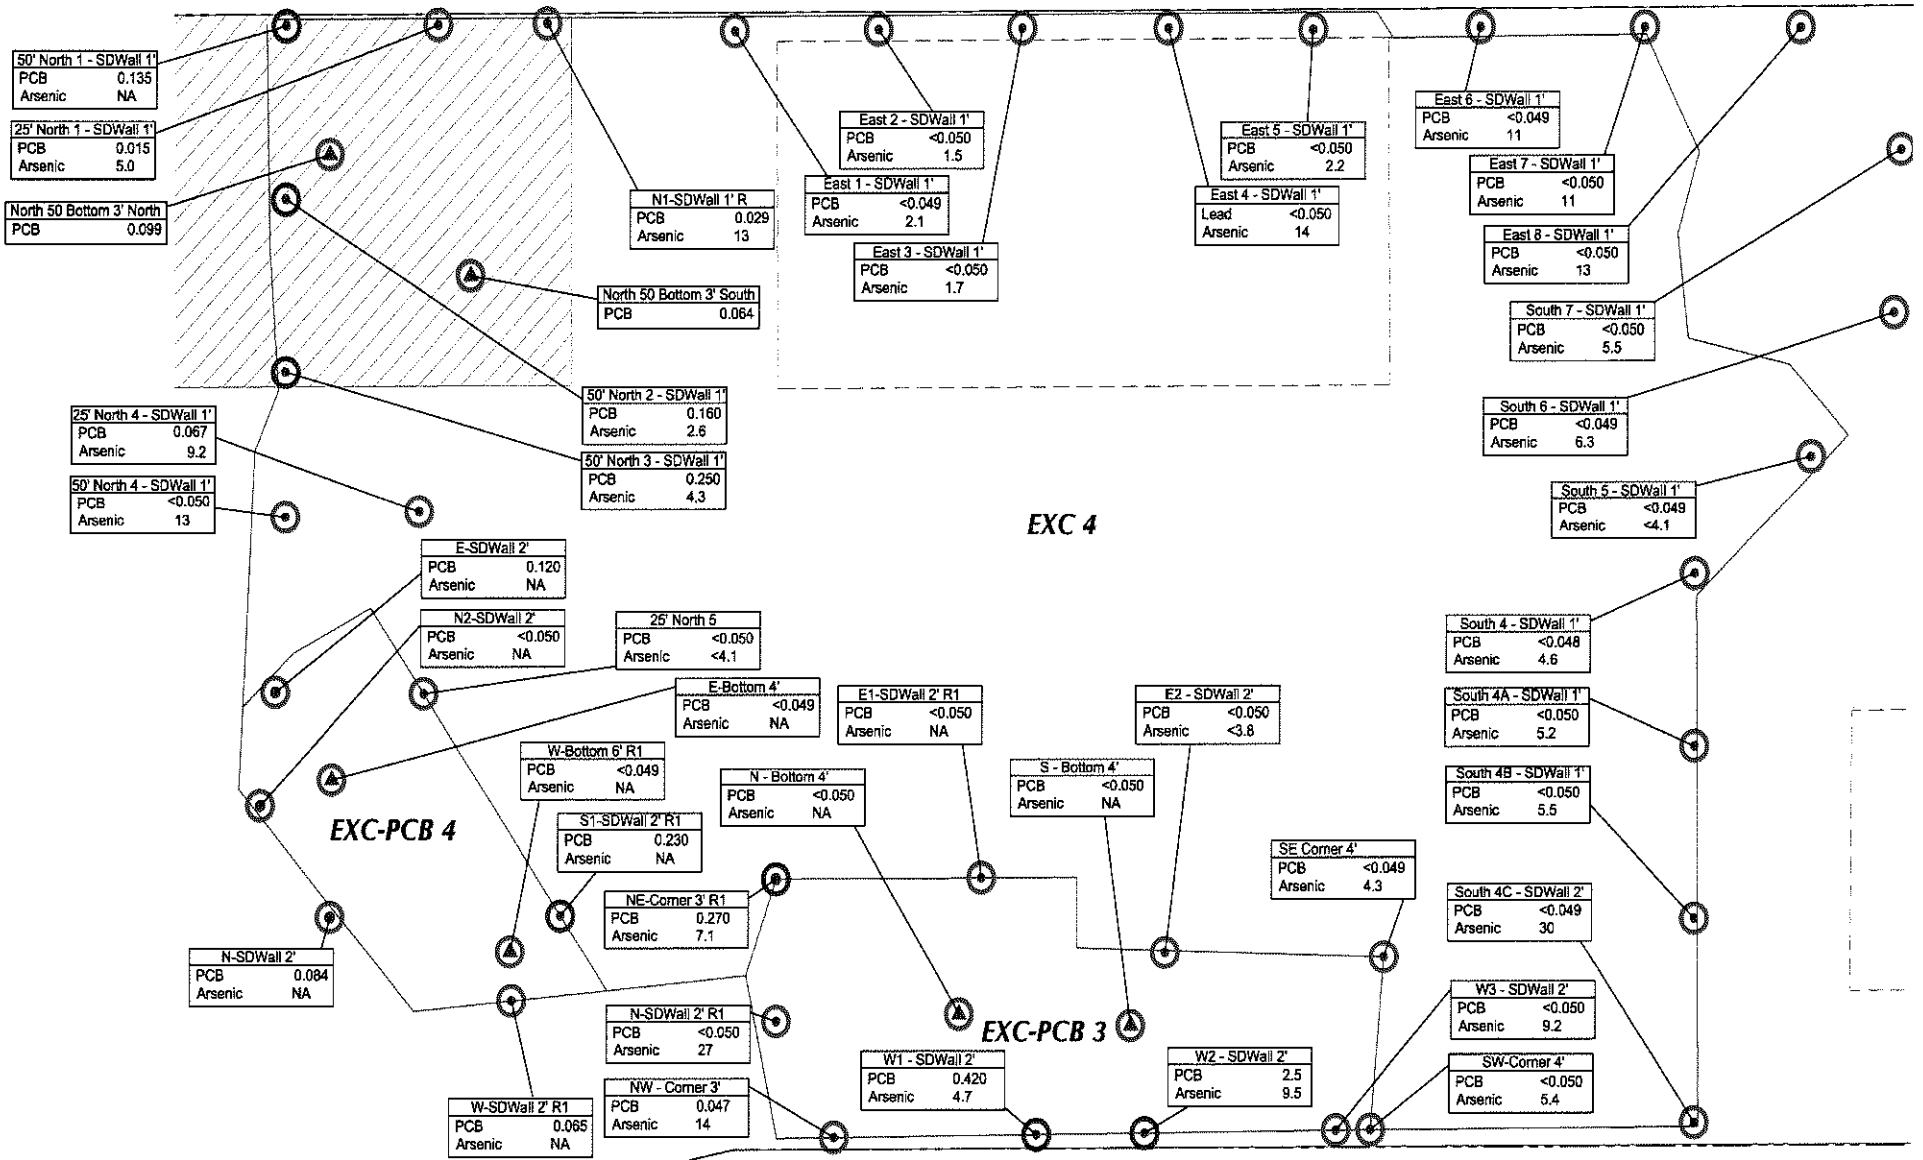 50' North 1 - SDWall 1'
PCB 0.135
Arsenic NA
25' North 1 - SDWall 1'
PCB 0.015
Arsenic 5.0
North 50 Bottom 3' North
PCB 0.099
N1-SDWall 1' R
PCB 0.029
Arsenic 13
East 2 - SDWall 1'
PCB <0.050
Arsenic 1.5
East 1 - SDWall 1'
PCB <0.049
Arsenic 2.1
East 3 - SDWall 1'
PCB <0.050
Arsenic 1.7
East 5 - SDWall 1'
PCB <0.050
Arsenic 2.2
East 4 - SDWall 1'
Lead <0.050
Arsenic 14
East 6 - SDWall 1'
PCB <0.049
Arsenic 11
East 7 - SDWall 1'
PCB <0.050
Arsenic 11
East 8 - SDWall 1'
PCB <0.050
Arsenic 13
South 7 - SDWall 1'
PCB <0.050
Arsenic 5.5
North 50 Bottom 3' South
PCB 0.064
50' North 2 - SDWall 1'
PCB 0.160
Arsenic 2.6
50' North 3 - SDWall 1'
PCB 0.250
Arsenic 4.3
25' North 4 - SDWall 1'
PCB 0.067
Arsenic 9.2
50' North 4 - SDWall 1'
PCB <0.050
Arsenic 13
South 6 - SDWall 1'
PCB <0.049
Arsenic 6.3
South 5 - SDWall 1'
PCB <0.049
Arsenic <4.1
EXC 4
E-SDWall 2'
PCB 0.120
Arsenic NA
N2-SDWall 2'
PCB <0.050
Arsenic NA
25' North 5
PCB <0.050
Arsenic <4.1
E-Bottom 4'
PCB <0.049
Arsenic NA
W-Bottom 6' R1
PCB <0.049
Arsenic NA
S1-SDWall 2' R1
PCB 0.230
Arsenic NA
N - Bottom 4'
PCB <0.050
Arsenic NA
E1-SDWall 2' R1
PCB <0.050
Arsenic NA
S - Bottom 4'
PCB <0.050
Arsenic NA
E2 - SDWall 2'
PCB <0.050
Arsenic <3.8
South 4 - SDWall 1'
PCB <0.048
Arsenic 4.6
South 4A - SDWall 1'
PCB <0.050
Arsenic 5.2
South 4B - SDWall 1'
PCB <0.050
Arsenic 5.5
SE Corner 4'
PCB <0.049
Arsenic 4.3
South 4C - SDWall 2'
PCB <0.049
Arsenic 30
EXC-PCB 4
NE-Corner 3' R1
PCB 0.270
Arsenic 7.1
N-SDWall 2'
PCB 0.084
Arsenic NA
N-SDWall 2' R1
PCB <0.050
Arsenic 27
EXC-PCB 3
W3 - SDWall 2'
PCB <0.050
Arsenic 9.2
W1 - SDWall 2'
PCB 0.420
Arsenic 4.7
W2 - SDWall 2'
PCB 2.5
Arsenic 9.5
SW-Corner 4'
PCB <0.050
Arsenic 5.4
NW - Corner 3'
PCB 0.047
Arsenic 14
W-SDWall 2' R1
PCB 0.065
Arsenic NA